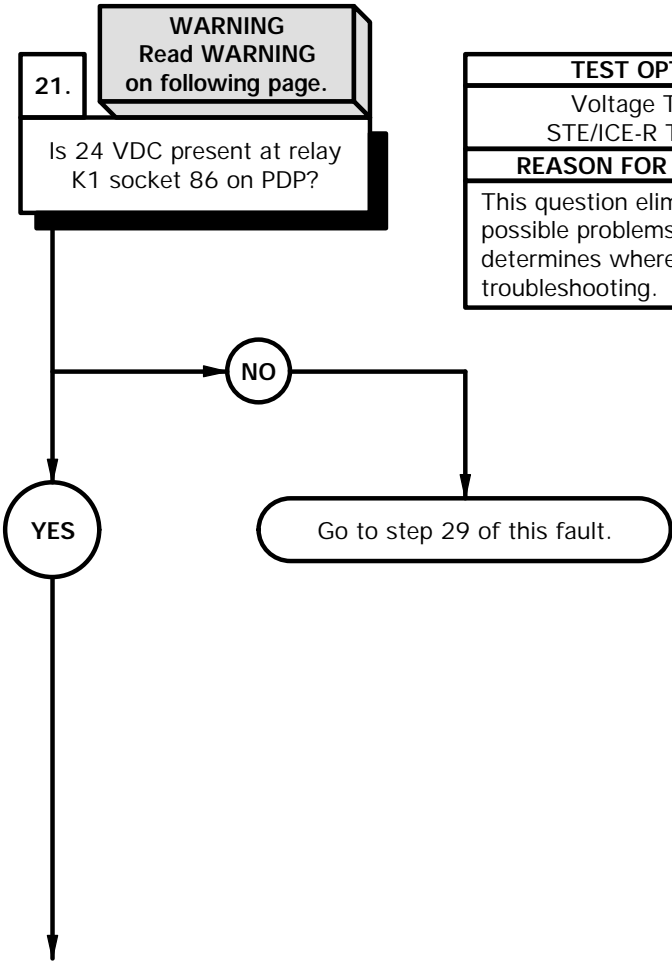 WARNING
Read WARNING
on following page.
21.
Is 24 VDC present at relay
K1 socket 86 on PDP?
TEST
Voltage
STE/ICE-R
REASON FOR
This question
possible problems
determines where
troubleshooting.
NO
YES
Go to step 29 of this fault.